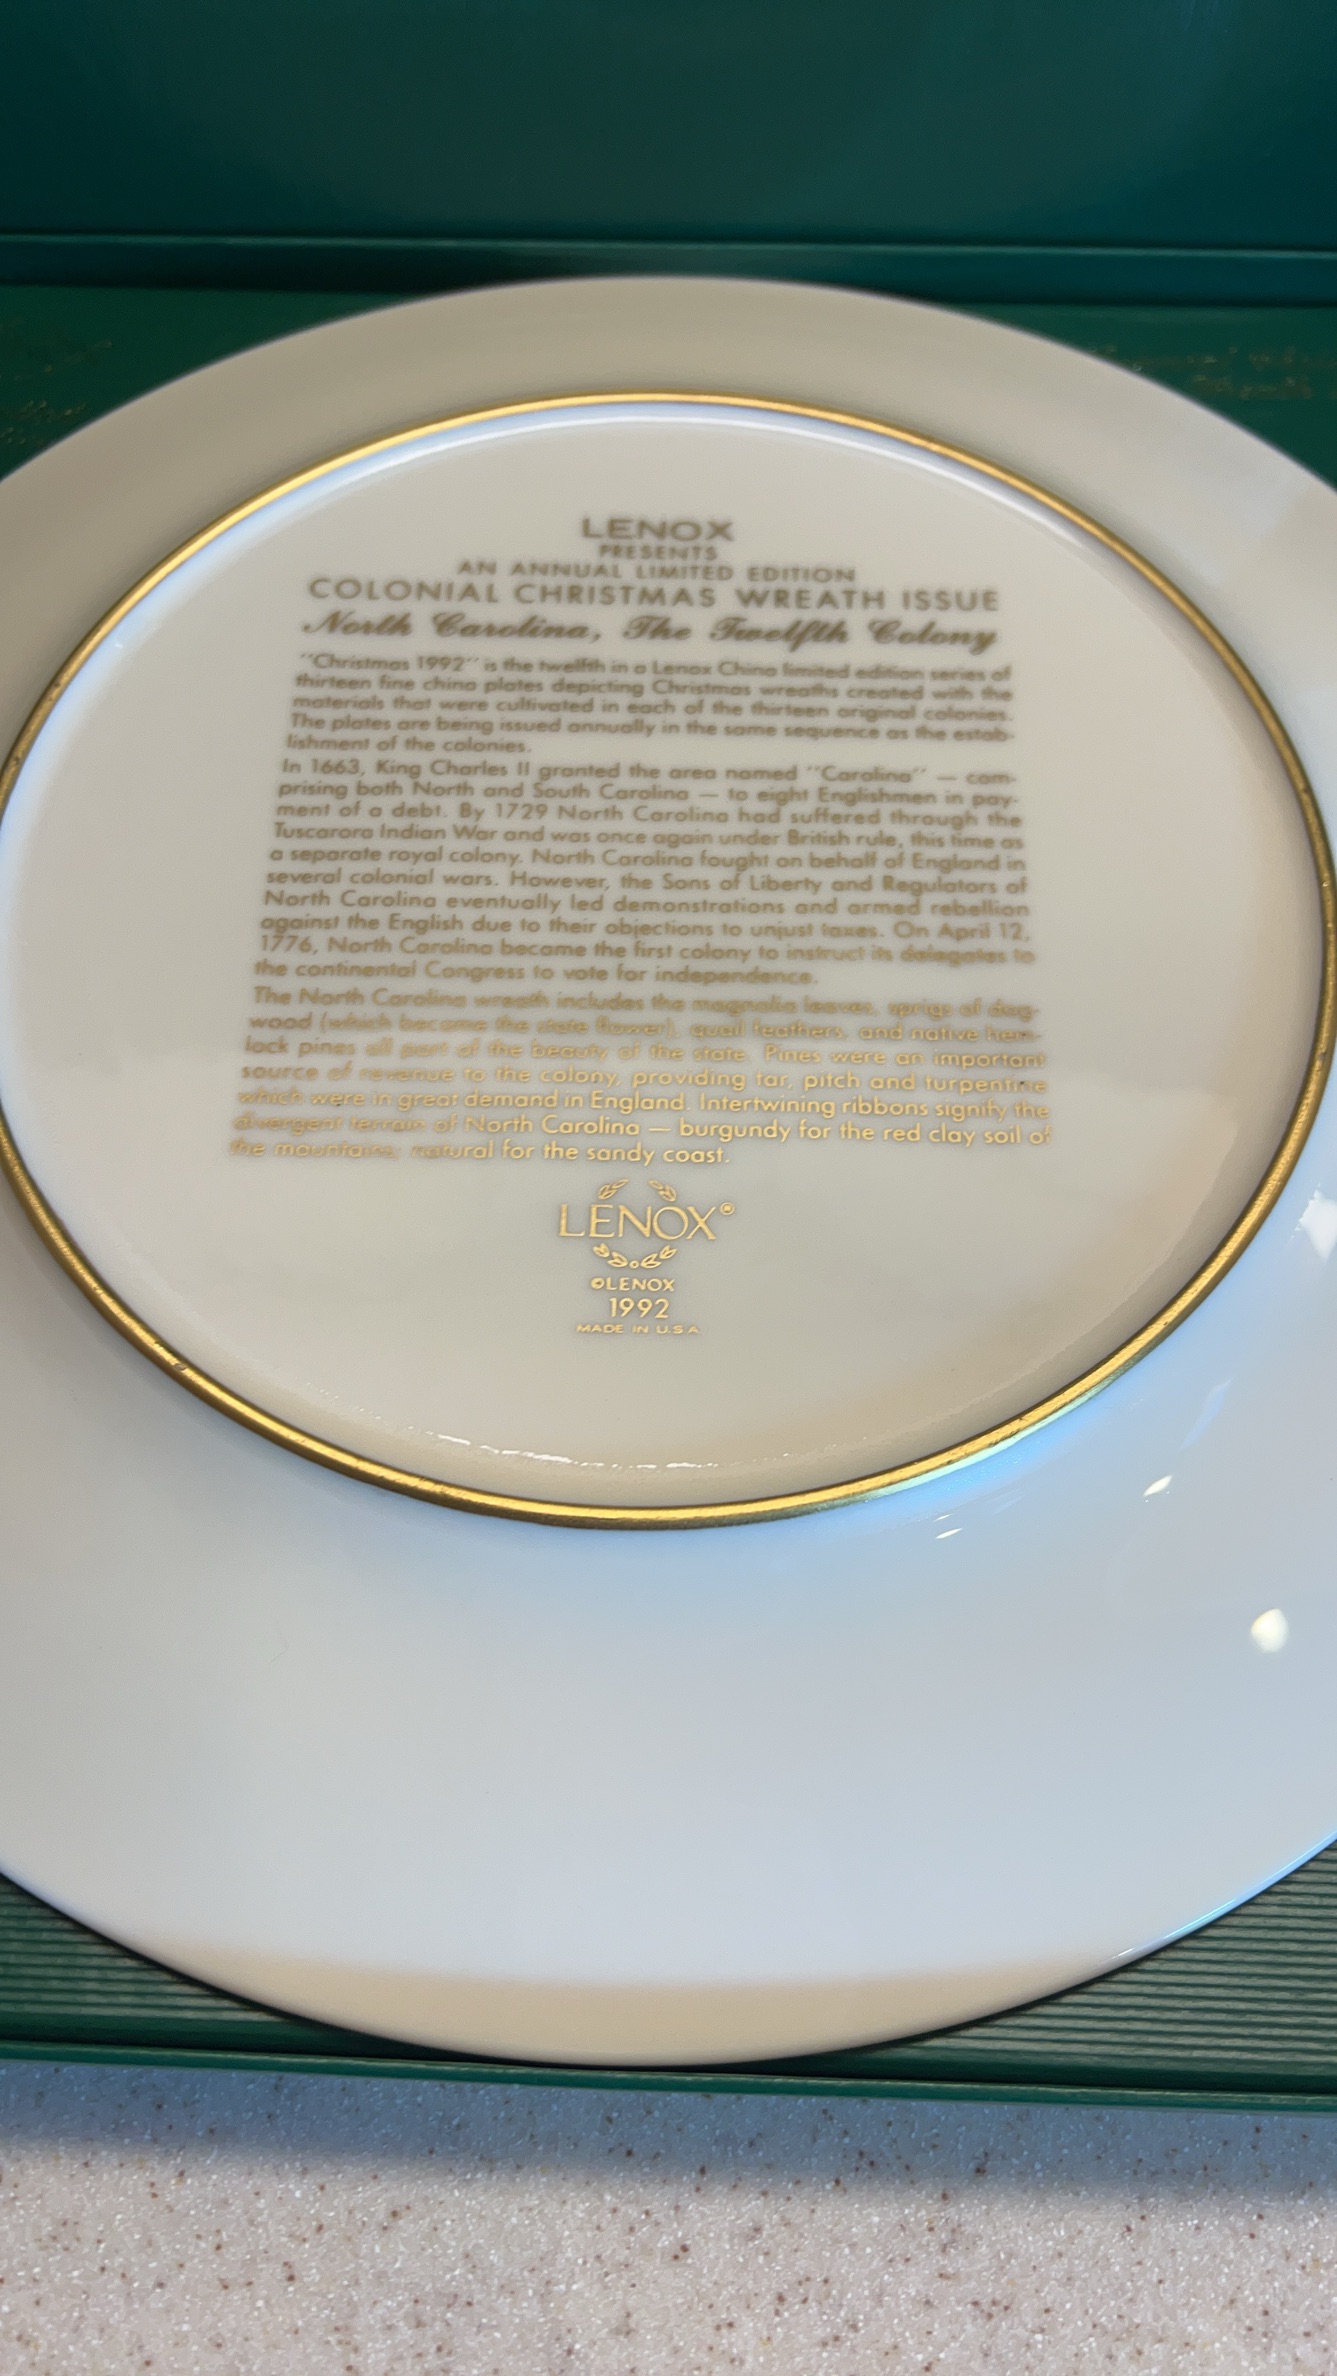 LENOX
PRESENTS
AN ANNUAL LIMITED EDITION
COLONIAL CHRISTMAS WREATH ISSUE
North Carolina, The Twelfth Colony
"Christmas 1992" is the twelfth in a Lenox China limited edition series of
thirteen fine china plates depicting Christmas wreaths created with the
materials that were cultivated in each of the thirteen original colonies.
The plates are being issued annually in the same sequence as the estab-
lishment of the colonies.
In 1663, King Charles II granted the area named "Carolina" — com-
prising both North and South Carolina — to eight Englishmen in pay-
ment of a debt. By 1729 North Carolina had suffered through the
Tuscarora Indian War and was once again under British rule, this time as
a separate royal colony. North Carolina fought on behalf of England in
several colonial wars. However, the Sons of Liberty and Regulators of
North Carolina eventually led demonstrations and armed rebellion
against the English due to their objections to unjust taxes. On April 12,
1776, North Carolina became the first colony to instruct its delegates to
the continental Congress to vote for independence.
The North Carolina wreath includes the magnolia leaves, sprigs of dog-
wood (which became the state flower), quail feathers, and native hem-
lock pines all part of the beauty of the state. Pines were an important
source of revenue to the colony, providing tar, pitch and turpentine
which were in great demand in England. Intertwining ribbons signify the
divergent terrain of North Carolina — burgundy for the red clay soil of
the mountains; natural for the sandy coast.
LENOX®
©LENOX
1992
MADE IN U.S.A